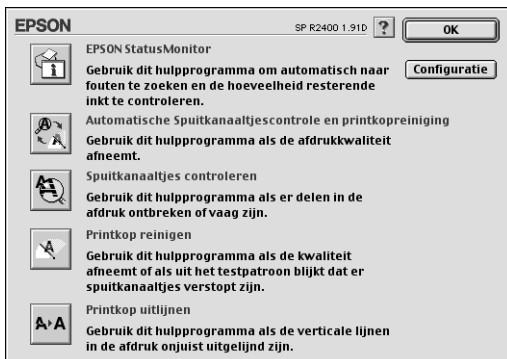 EPSON
SP R2400 1.91D
?
OK
EPSON StatusMonitor
Gebruik dit hulpprogramma om automatisch naar
fouten te zoeken en de hoeveelheid resterende
inkt te controleren.
Configuratie
Automatische Spuitkanaaltjescontrole en printkopreiniging
Gebruik dit hulpprogramma als de afdrukkwaliteit
afneemt.
Spuitkanaaltjes controleren
Gebruik dit hulpprogramma als er delen in de
afdruk ontbreken of vaag zijn.
Printkop reinigen
Gebruik dit hulpprogramma als de kwaliteit
afneemt of als uit het testpatroon blijkt dat er
spuitkanaaltjes verstopt zijn.
Printkop uitlijnen
Gebruik dit hulpprogramma als de verticale lijnen
in de afdruk onjuist uitgelijnd zijn.